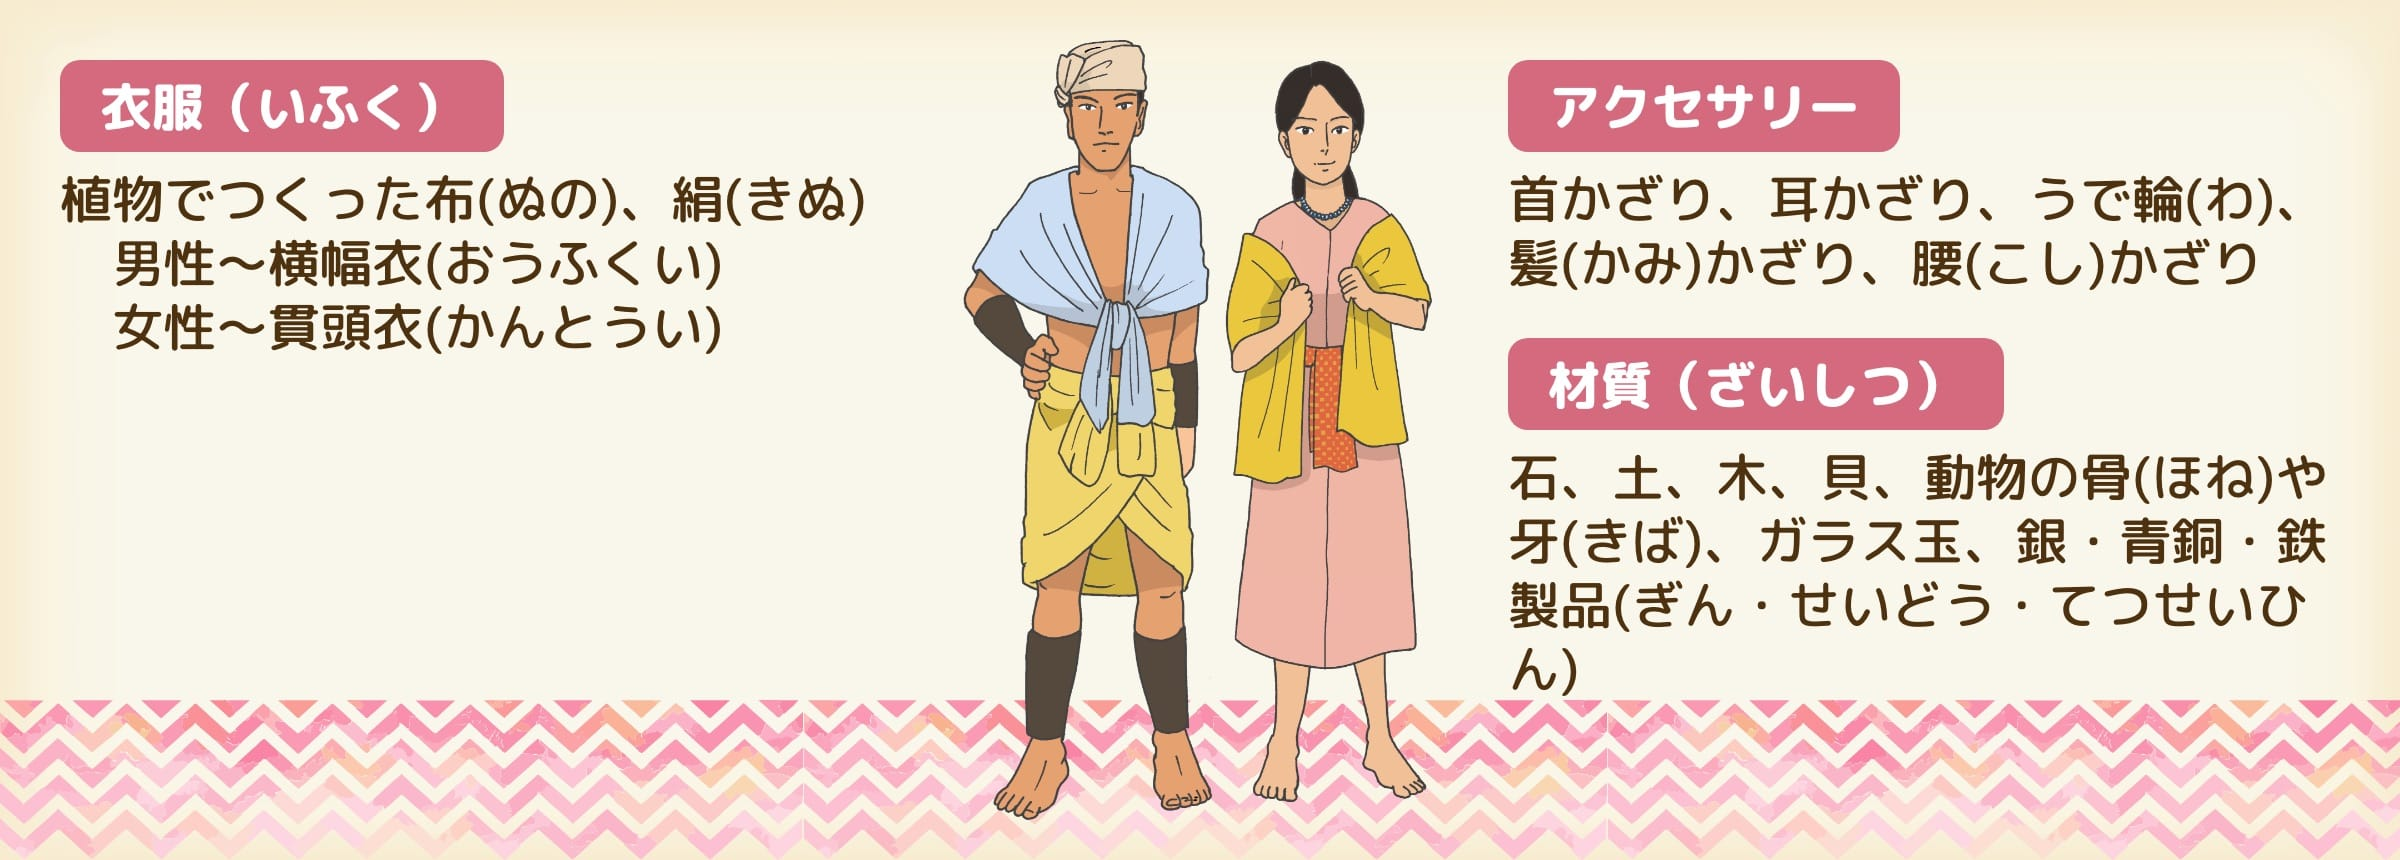 衣服（いふく）
植物でつくった布(ぬの)、絹(きぬ)
男性〜横幅衣(おうふくい)
女性〜貫頭衣(かんとうい)
アクセサリー
首かざり、耳かざり、うで輪(わ)、
髪(かみ)かざり、腰(こし)かざり
材質（ざいしつ）
石、土、木、貝、動物の骨(ほね)や
牙(きば)、ガラス玉、銀・青銅・鉄
製品(ぎん・せいどう・てつせいひ
ん)